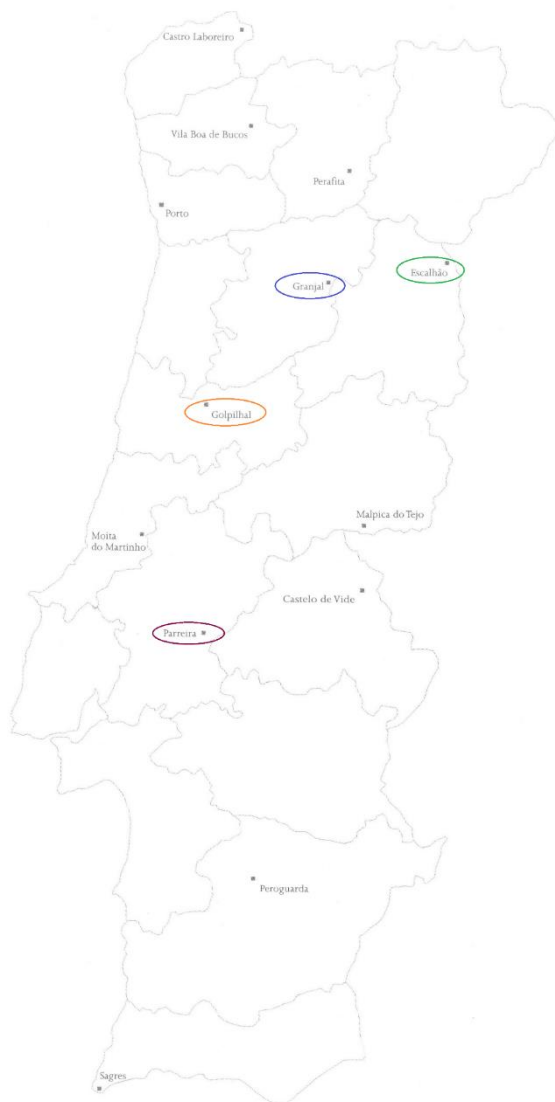 Castro Laboreiro
Vila Boa de Bucos
Perafita
Porto
Escalhão
Granjal
Golpilhal
Malpica do Tejo
Moita
do Martinho
Castelo de Vide
Parreira
Peroguarda
Sagres